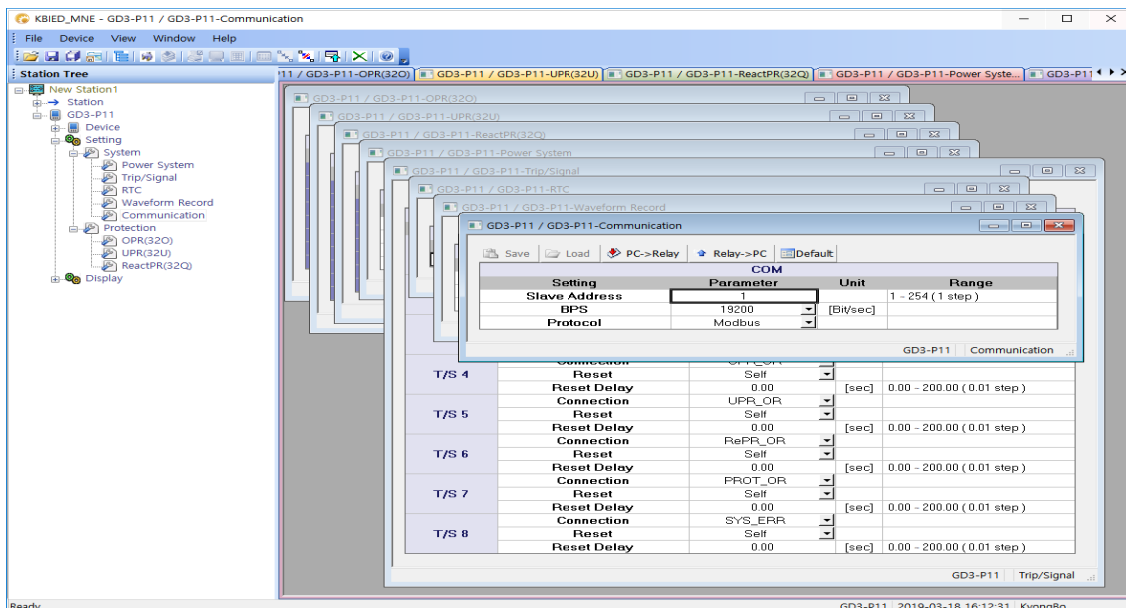 KBIED_MNE - GD3-P11 / GD3-P11-Communication
File Device View Window Help
Station Tree
11 / GD3-P11-OPR(32O) GD3-P11 / GD3-P11-UPR(32U) GD3-P11 / GD3-P11-ReactPR(32Q) GD3-P11 / GD3-P11-Power Syste... GD3-P11
New Station1
Station
GD3-P11
Device
Setting
System
Power System
Trip/Signal
RTC
Waveform Record
Communication
Protection
OPR(32O)
UPR(32U)
ReactPR(32Q)
Display
GD3-P11 / GD3-P11-OPR(32O)
GD3-P11 / GD3-P11-UPR(32U)
GD3-P11 / GD3-P11-ReactPR(32Q)
GD3-P11 / GD3-P11-Power System
GD3-P11 / GD3-P11-Trip/Signal
GD3-P11 / GD3-P11-RTC
GD3-P11 / GD3-P11-Waveform Record
GD3-P11 / GD3-P11-Communication
Save Load PC->Relay Relay->PC Default
COM
Setting Parameter Unit Range
Slave Address 1 1 - 254 ( 1 step )
BPS 19200 [Bit/sec]
Protocol Modbus
GD3-P11 Communication
T/S 4 Reset Self
Reset Delay 0.00 [sec] 0.00 - 200.00 ( 0.01 step )
Connection UPR_OR
T/S 5 Reset Self
Reset Delay 0.00 [sec] 0.00 - 200.00 ( 0.01 step )
Connection RePR_OR
T/S 6 Reset Self
Reset Delay 0.00 [sec] 0.00 - 200.00 ( 0.01 step )
Connection PROT_OR
T/S 7 Reset Self
Reset Delay 0.00 [sec] 0.00 - 200.00 ( 0.01 step )
Connection SYS_ERR
T/S 8 Reset Self
Reset Delay 0.00 [sec] 0.00 - 200.00 ( 0.01 step )
GD3-P11 Trip/Signal
Ready GD3-P11 2019-03-18 16:12:31 KyongBo